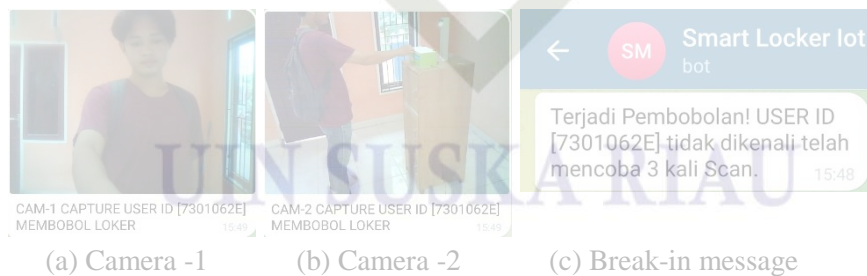 CAM-1 CAPTURE USER ID [7301062E]
MEMBOBOL LOKER
15:49
CAM-2 CAPTURE USER ID [7301062E]
MEMBOBOL LOKER
15:49
SM
Smart Locker Iot
bot
Terjadi Pembobolan! USER ID
[7301062E] tidak dikenali telah
mencoba 3 kali Scan.
15:48
UIN SUSKA RIAU
(a) Camera -1
(b) Camera -2
(c) Break-in message